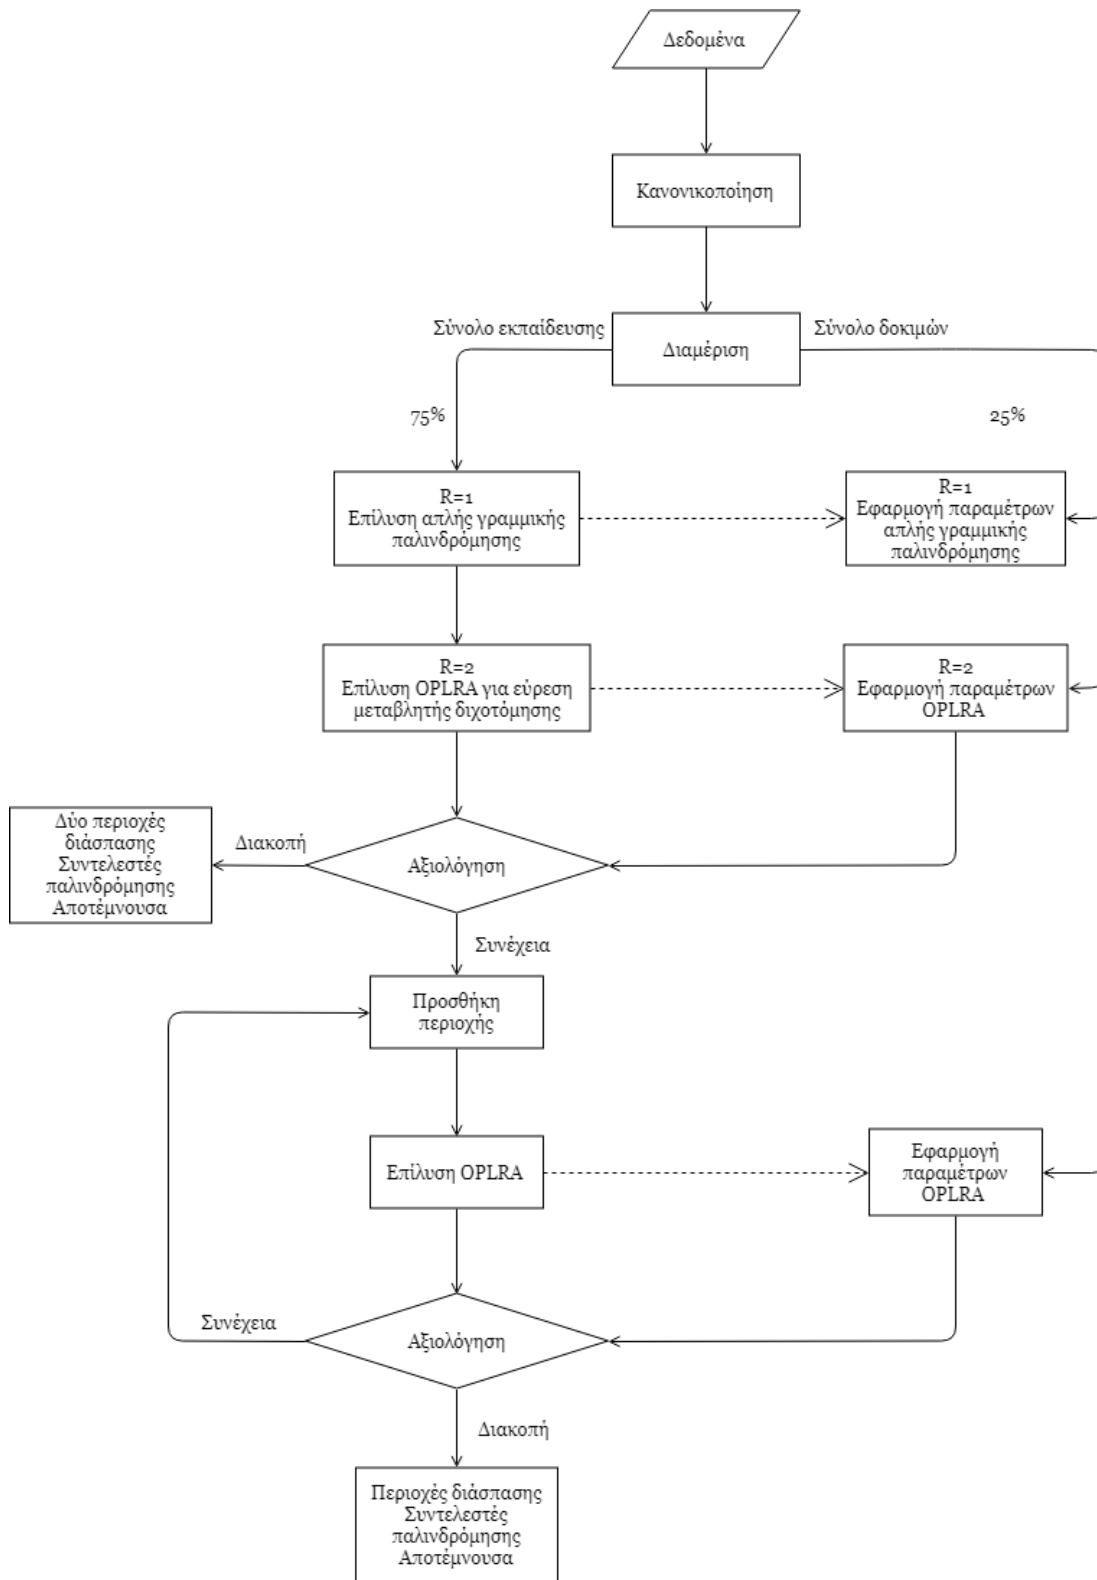 Δεδομένα
Κανονικοποίηση
Σύνολο εκπαίδευσης
Διαμέριση
Σύνολο δοκιμών
75%
25%
R=1
Επίλυση απλής γραμμικής
παλινδρόμησης
R=1
Εφαρμογή παραμέτρων
απλής γραμμικής
παλινδρόμησης
R=2
Επίλυση OPLRA για εύρεση
μεταβλητής διχοτόμησης
R=2
Εφαρμογή παραμέτρων
OPLRA
Δύο περιοχές
διάσπασης
Συντελεστές
παλινδρόμησης
Αποτέμνουσα
Διακοπή
Αξιολόγηση
Συνέχεια
Προσθήκη
περιοχής
Επίλυση OPLRA
Εφαρμογή
παραμέτρων
OPLRA
Συνέχεια
Αξιολόγηση
Διακοπή
Περιοχές διάσπασης
Συντελεστές
παλινδρόμησης
Αποτέμνουσα